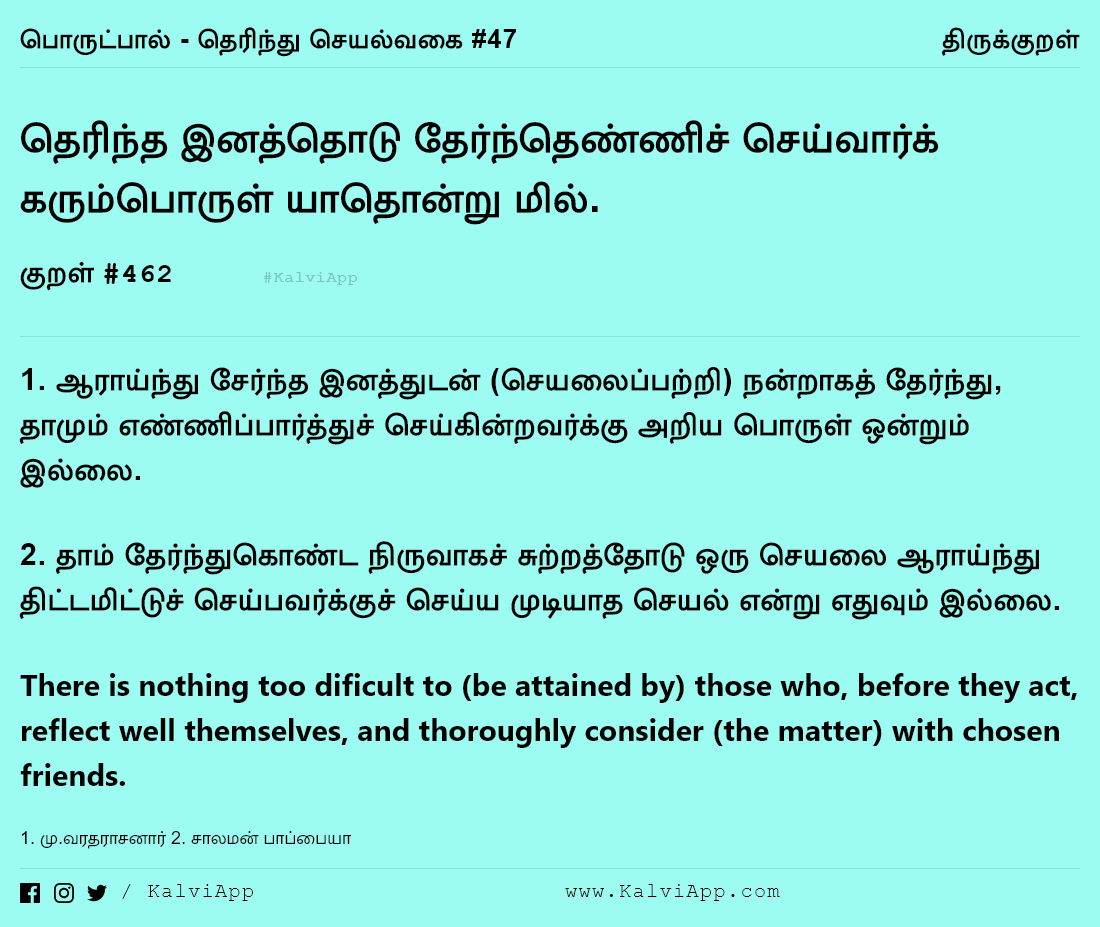 பொருட்பால் - தெரிந்து செயல்வகை #47
திருக்குறள்
தெரிந்த இனத்தொடு தேர்ந்தெண்ணிச் செய்வார்க்
கரும்பொருள் யாதொன்று மில்.
குறள் #462
#KalviApp
1. ஆராய்ந்து சேர்ந்த இனத்துடன் (செயலைப்பற்றி) நன்றாகத் தேர்ந்து,
தாமும் எண்ணிப்பார்த்துச் செய்கின்றவர்க்கு அறிய பொருள் ஒன்றும்
இல்லை.
2. தாம் தேர்ந்துகொண்ட நிருவாகச் சுற்றத்தோடு ஒரு செயலை ஆராய்ந்து
திட்டமிட்டுச் செய்பவர்க்குச் செய்ய முடியாத செயல் என்று எதுவும் இல்லை.
There is nothing too dificult to (be attained by) those who, before they act,
reflect well themselves, and thoroughly consider (the matter) with chosen
friends.
1. மு.வரதராசனார் 2. சாலமன் பாப்பையா
/ KalviApp
www.KalviApp.com